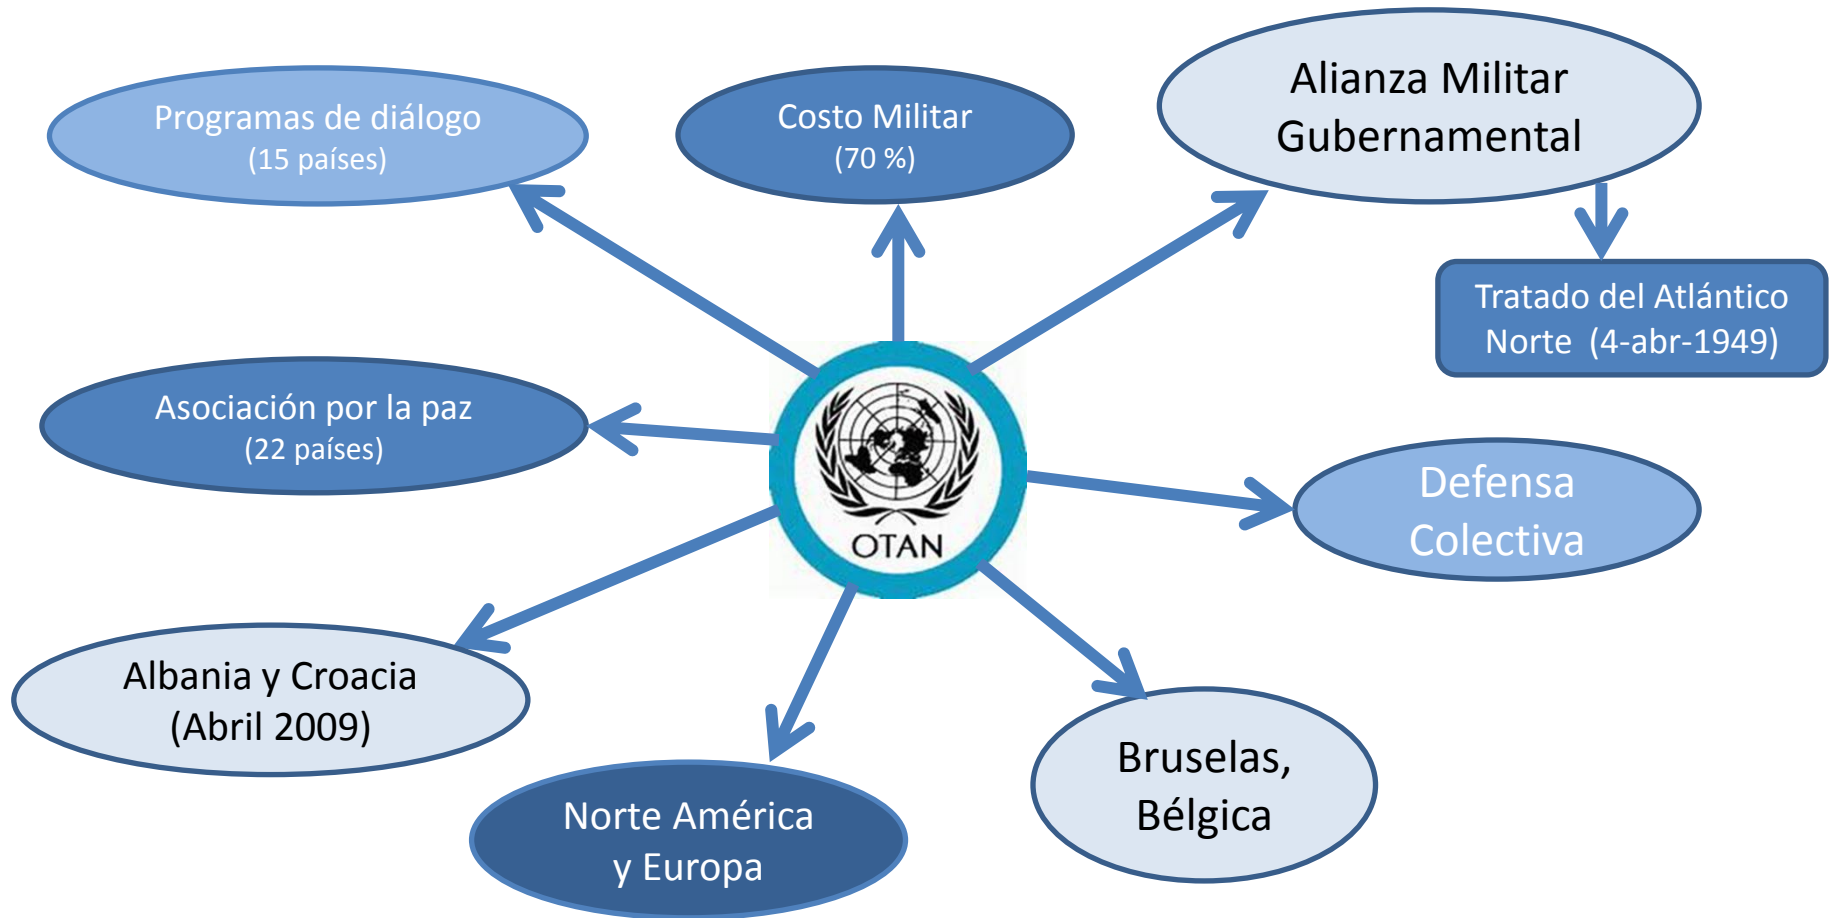 Programas de diálogo
(15 países)
Costo Militar
(70 %)
Alianza Militar
Gubernamental
Tratado del Atlántico
Norte (4-abr-1949)
Asociación por la paz
(22 países)
OTAN
Defensa
Colectiva
Albania y Croacia
(Abril 2009)
Norte América
y Europa
Bruselas,
Bélgica